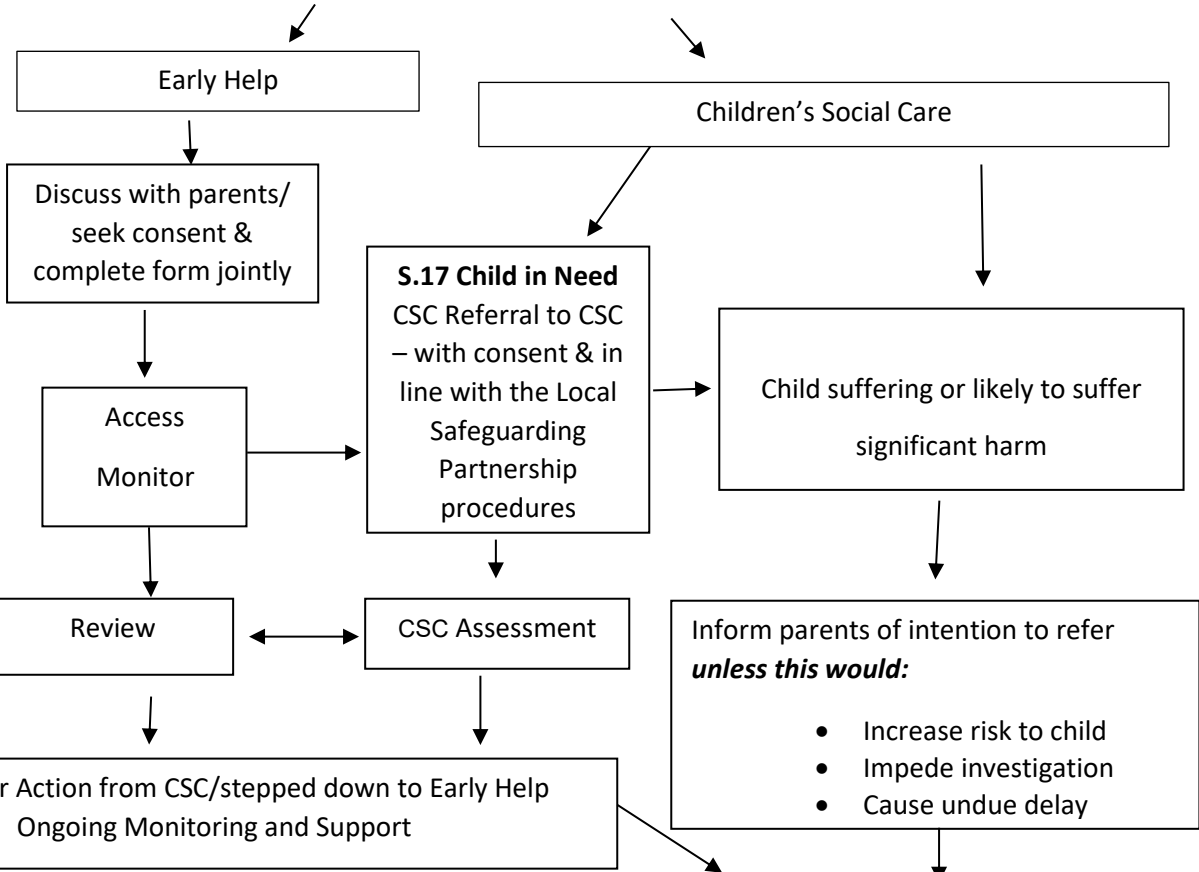 Early Help
Children’s Social Care
Discuss with parents/
seek consent &
complete form jointly
S.17 Child in Need
CSC Referral to CSC
– with consent & in
line with the Local
Safeguarding
Partnership
procedures
Child suffering or likely to suffer
significant harm
Access
Monitor
Review
CSC Assessment
Inform parents of intention to refer
unless this would:
• Increase risk to child
• Impede investigation
• Cause undue delay
Action from CSC/stepped down to Early Help
Ongoing Monitoring and Support